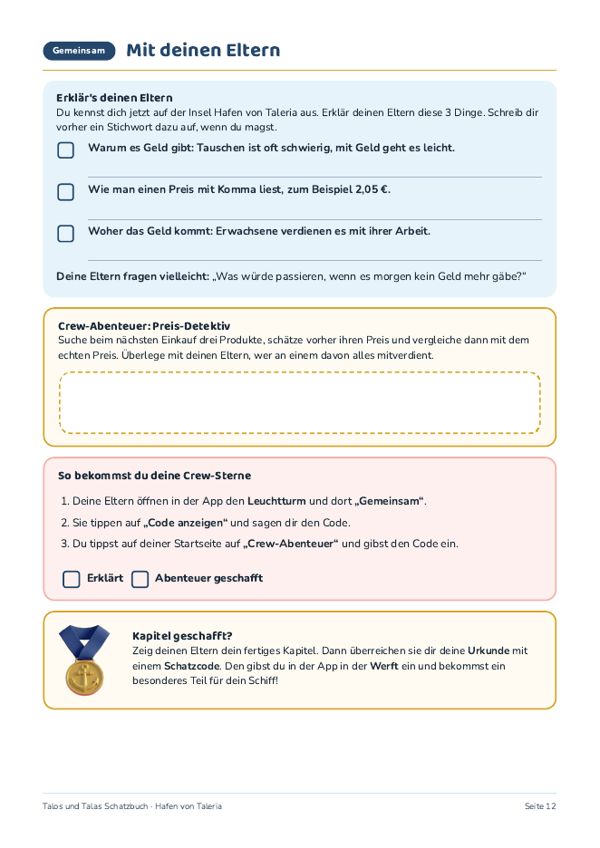 Gemeinsam
Mit deinen Eltern
Erklär's deinen Eltern
Du kennst dich jetzt auf der Insel Hafen von Taleria aus. Erklär deinen Eltern diese 3 Dinge. Schreib dir
vorher ein Stichwort dazu auf, wenn du magst.
Warum es Geld gibt: Tauschen ist oft schwierig, mit Geld geht es leicht.
Wie man einen Preis mit Komma liest, zum Beispiel 2,05 €.
Woher das Geld kommt: Erwachsene verdienen es mit ihrer Arbeit.
Deine Eltern fragen vielleicht: „Was würde passieren, wenn es morgen kein Geld mehr gäbe?“
Crew-Abenteuer: Preis-Detektiv
Suche beim nächsten Einkauf drei Produkte, schätze vorher ihren Preis und vergleiche dann mit dem
echten Preis. Überlege mit deinen Eltern, wer an einem davon alles mitverdient.
So bekommst du deine Crew-Sterne
1. Deine Eltern öffnen in der App den Leuchtturm und dort „Gemeinsam“.
2. Sie tippen auf „Code anzeigen“ und sagen dir den Code.
3. Du tippst auf deiner Startseite auf „Crew-Abenteuer“ und gibst den Code ein.
Erklärt Abenteuer geschafft
Kapitel geschafft?
Zeig deinen Eltern dein fertiges Kapitel. Dann überreichen sie dir deine Urkunde mit
einem Schatzcode. Den gibst du in der App in der Werft ein und bekommst ein
besonderes Teil für dein Schiff!
Talos und Talas Schatzbuch · Hafen von Taleria
Seite 12